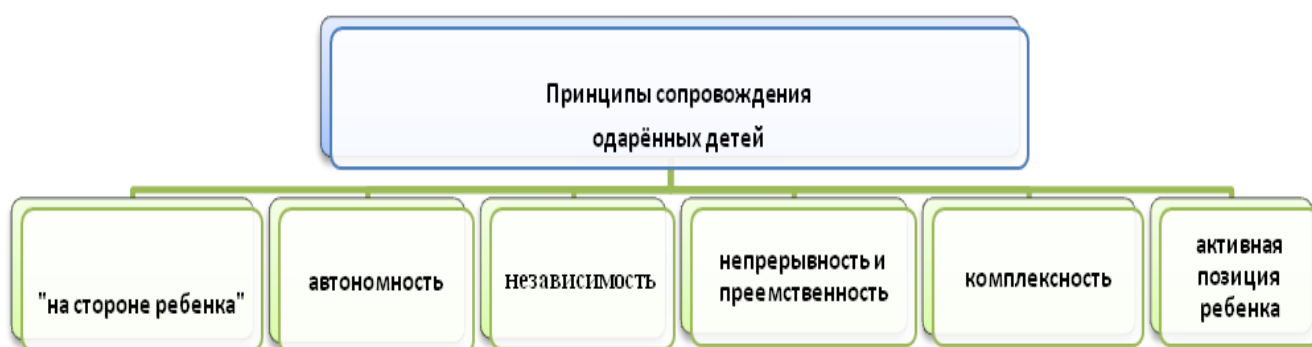 Принципы сопровождения
одарённых детей
"на стороне ребенка"
автономность
независимость
непрерывность и
преемственность
комплексность
активная
позиция
ребенка